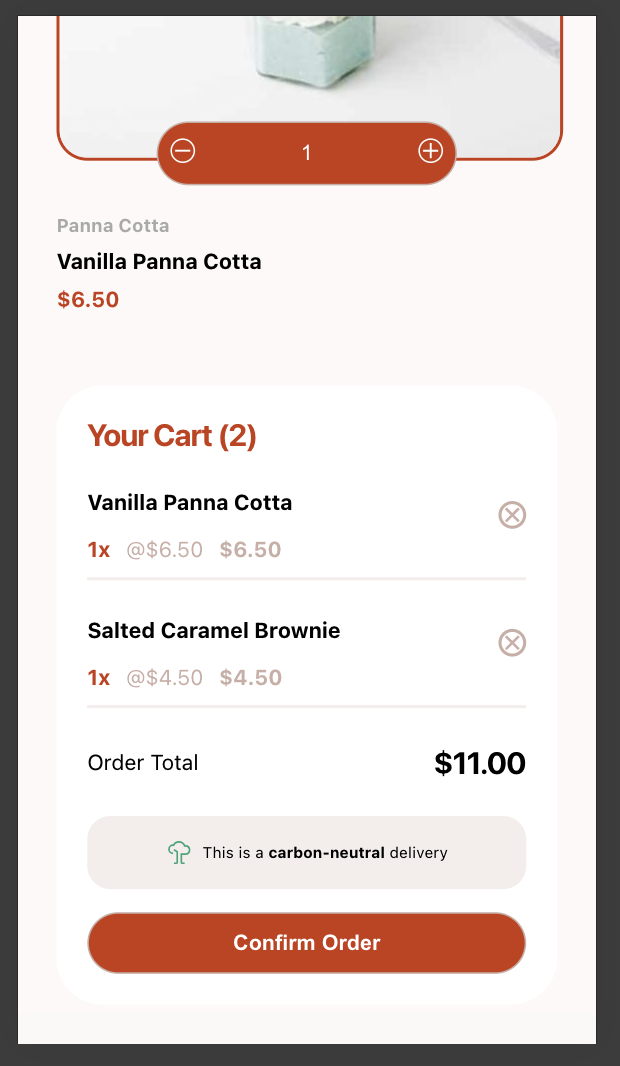 1
Panna Cotta
Vanilla Panna Cotta
$6.50
Your Cart (2)
Vanilla Panna Cotta
1x @$6.50 $6.50
Salted Caramel Brownie
1x @$4.50 $4.50
Order Total $11.00
This is a carbon-neutral delivery
Confirm Order